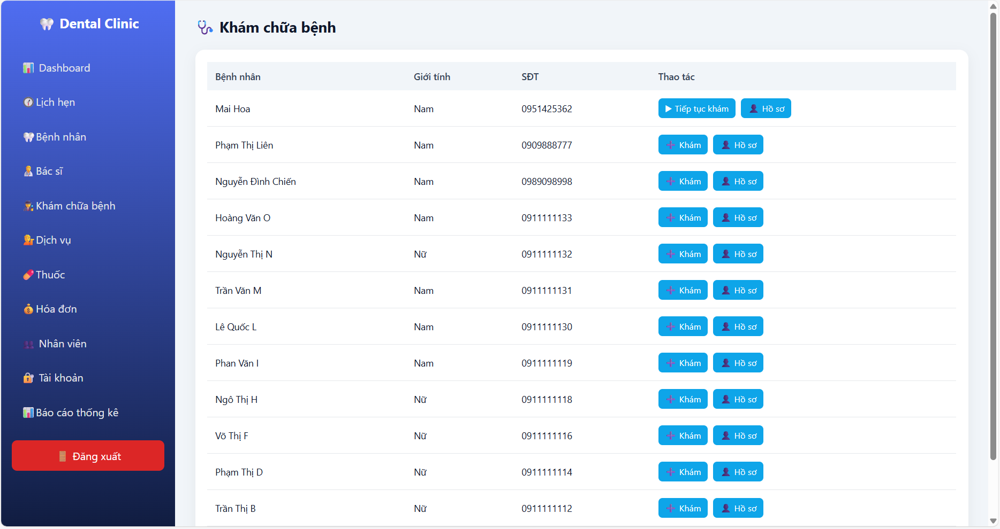 Dental Clinic
Dashboard
Lịch hẹn
Bệnh nhân
Bác sĩ
Khám chữa bệnh
Dịch vụ
Thuốc
Hóa đơn
Nhân viên
Tài khoản
Báo cáo thống kê
Đăng xuất
Khám chữa bệnh
Bệnh nhân Giới tính SĐT Thao tác
Mai Hoa Nam 0951425362 Tiếp tục khám Hồ sơ
Phạm Thị Liên Nam 0909888777 Khám Hồ sơ
Nguyễn Đình Chiến Nam 0989098998 Khám Hồ sơ
Hoàng Văn O Nam 0911111133 Khám Hồ sơ
Nguyễn Thị N Nữ 0911111132 Khám Hồ sơ
Trần Văn M Nam 0911111131 Khám Hồ sơ
Lê Quốc L Nam 0911111130 Khám Hồ sơ
Phan Văn I Nam 0911111119 Khám Hồ sơ
Ngô Thị H Nữ 0911111118 Khám Hồ sơ
Võ Thị F Nữ 0911111116 Khám Hồ sơ
Phạm Thị D Nữ 0911111114 Khám Hồ sơ
Trần Thị B Nữ 0911111112 Khám Hồ sơ